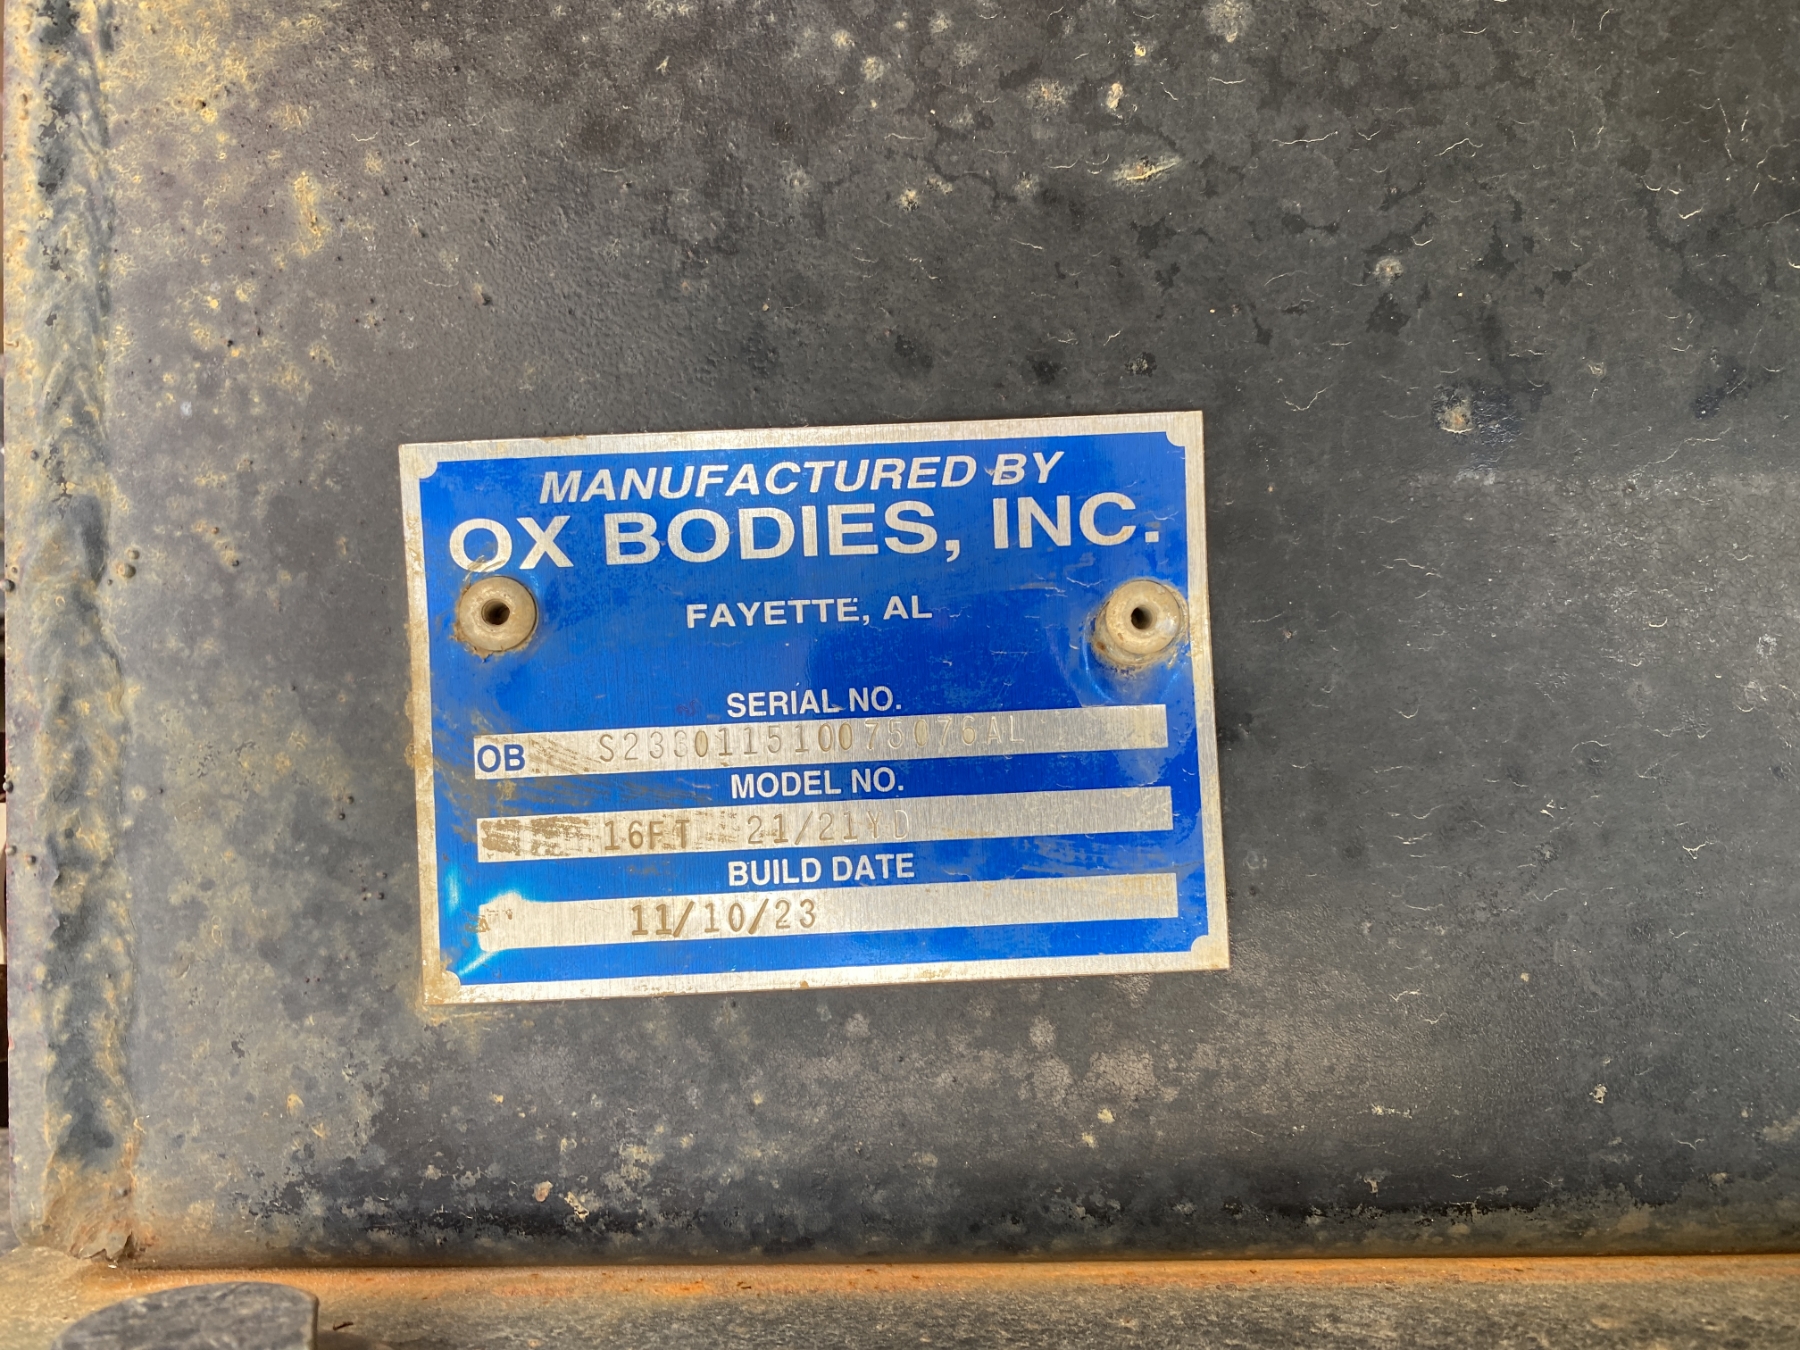 MANUFACTURED BY
OX BODIES, INC.
FAYETTE, AL
SERIAL NO.
OB S233011510075076AL
MODEL NO.
16FT 21/21YD
BUILD DATE
11/10/23